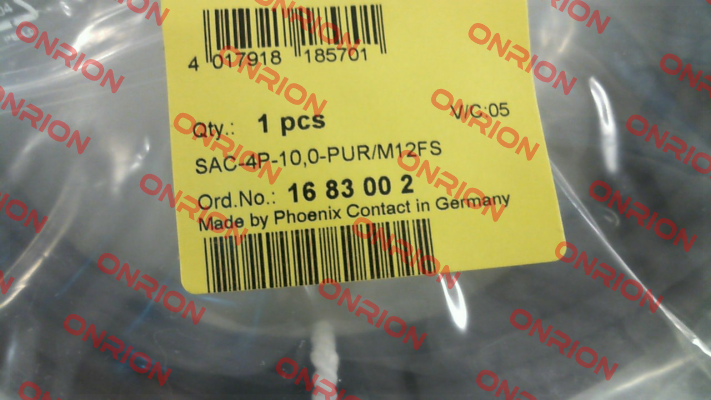 4 017918 185701
V/C:05
Qty.: 1 pcs
SAC-4P-10,0-PUR/M12FS
Ord.No.: 16 83 00 2
Made by Phoenix Contact in Germany
ONRION